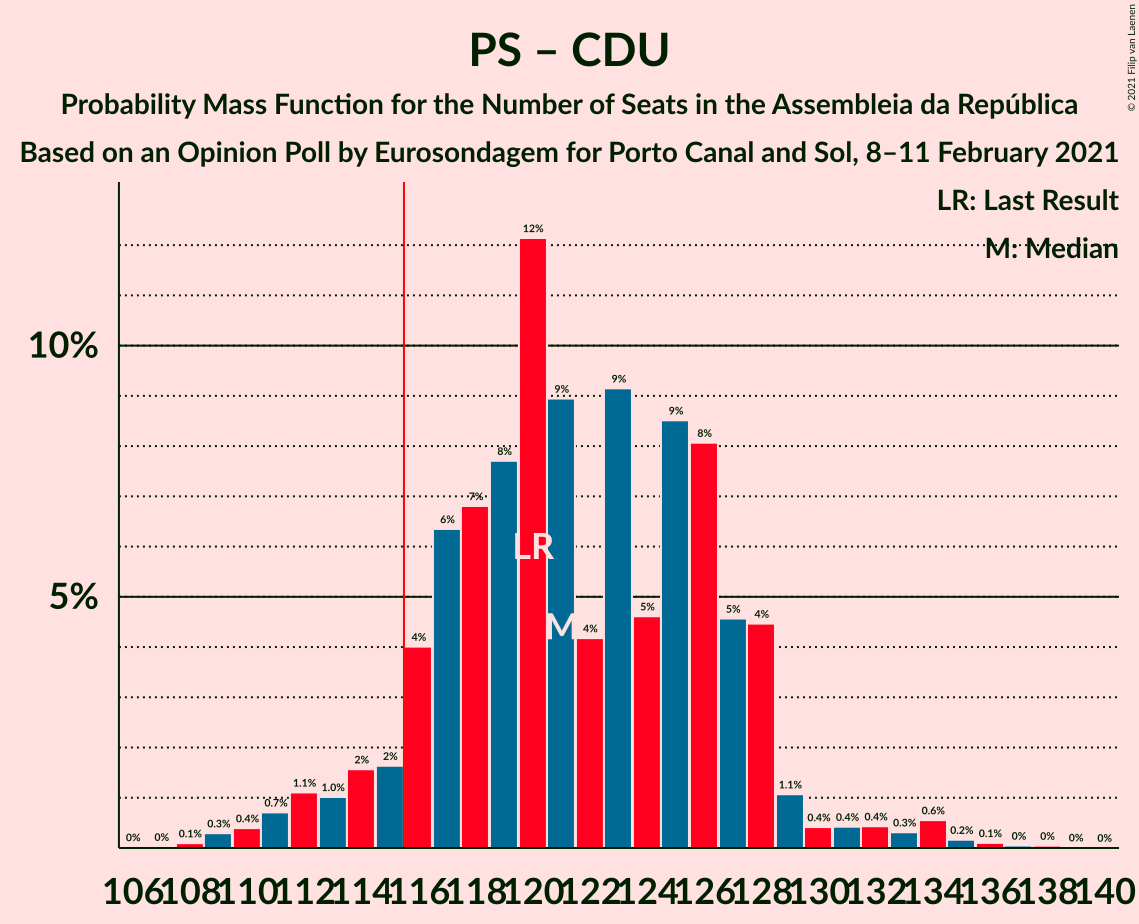 PS – CDU
Probability Mass Function for the Number of Seats in the Assembleia da República
Based on an Opinion Poll by Eurosondagem for Porto Canal and Sol, 8–11 February 2021
© 2021 Filip van Laenen
LR: Last Result
M: Median
10%
5%
0% 0% 0.1% 0.3% 0.4% 0.7% 1.1% 1.0% 2% 2% 4% 6% 7% 8% 12% 9% 4% 9% 5% 9% 8% 5% 4% 1.1% 0.4% 0.4% 0.4% 0.3% 0.6% 0.2% 0.1% 0% 0% 0% 0%
LR
M
106 108 110 112 114 116 118 120 122 124 126 128 130 132 134 136 138 140